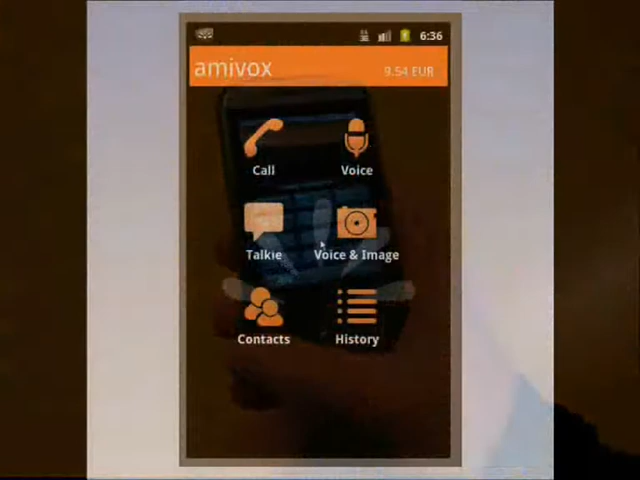 6:36
amivox 9.54 EUR
Call Voice
Talkie Voice & Image
Contacts History